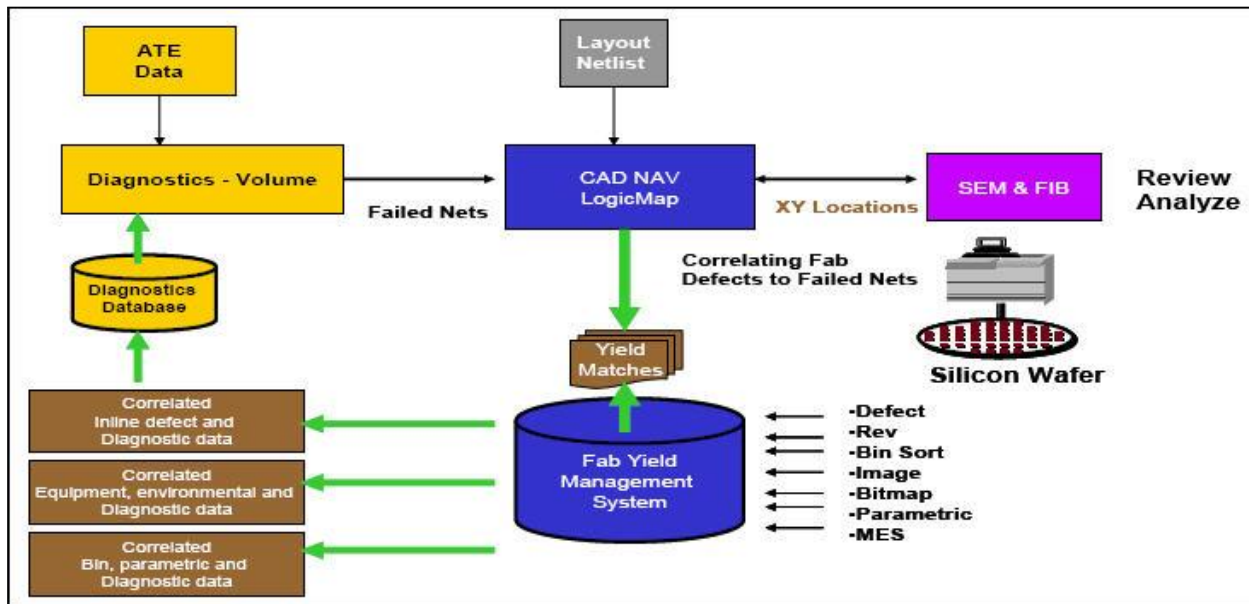 ATE
Data
Layout
Netlist
Diagnostics - Volume
Failed Nets
CAD NAV
LogicMap
XY Locations
SEM & FIB
Review
Analyze
Correlating Fab
Defects to Failed Nets
Diagnostics
Database
Yield
Matches
Silicon Wafer
Correlated
Inline defect and
Diagnostic data
Correlated
Equipment, environmental and
Diagnostic data
Correlated
Bin, parametric and
Diagnostic data
Fab Yield
Management
System
-Defect
-Rev
-Bin Sort
-Image
-Bitmap
-Parametric
-MES